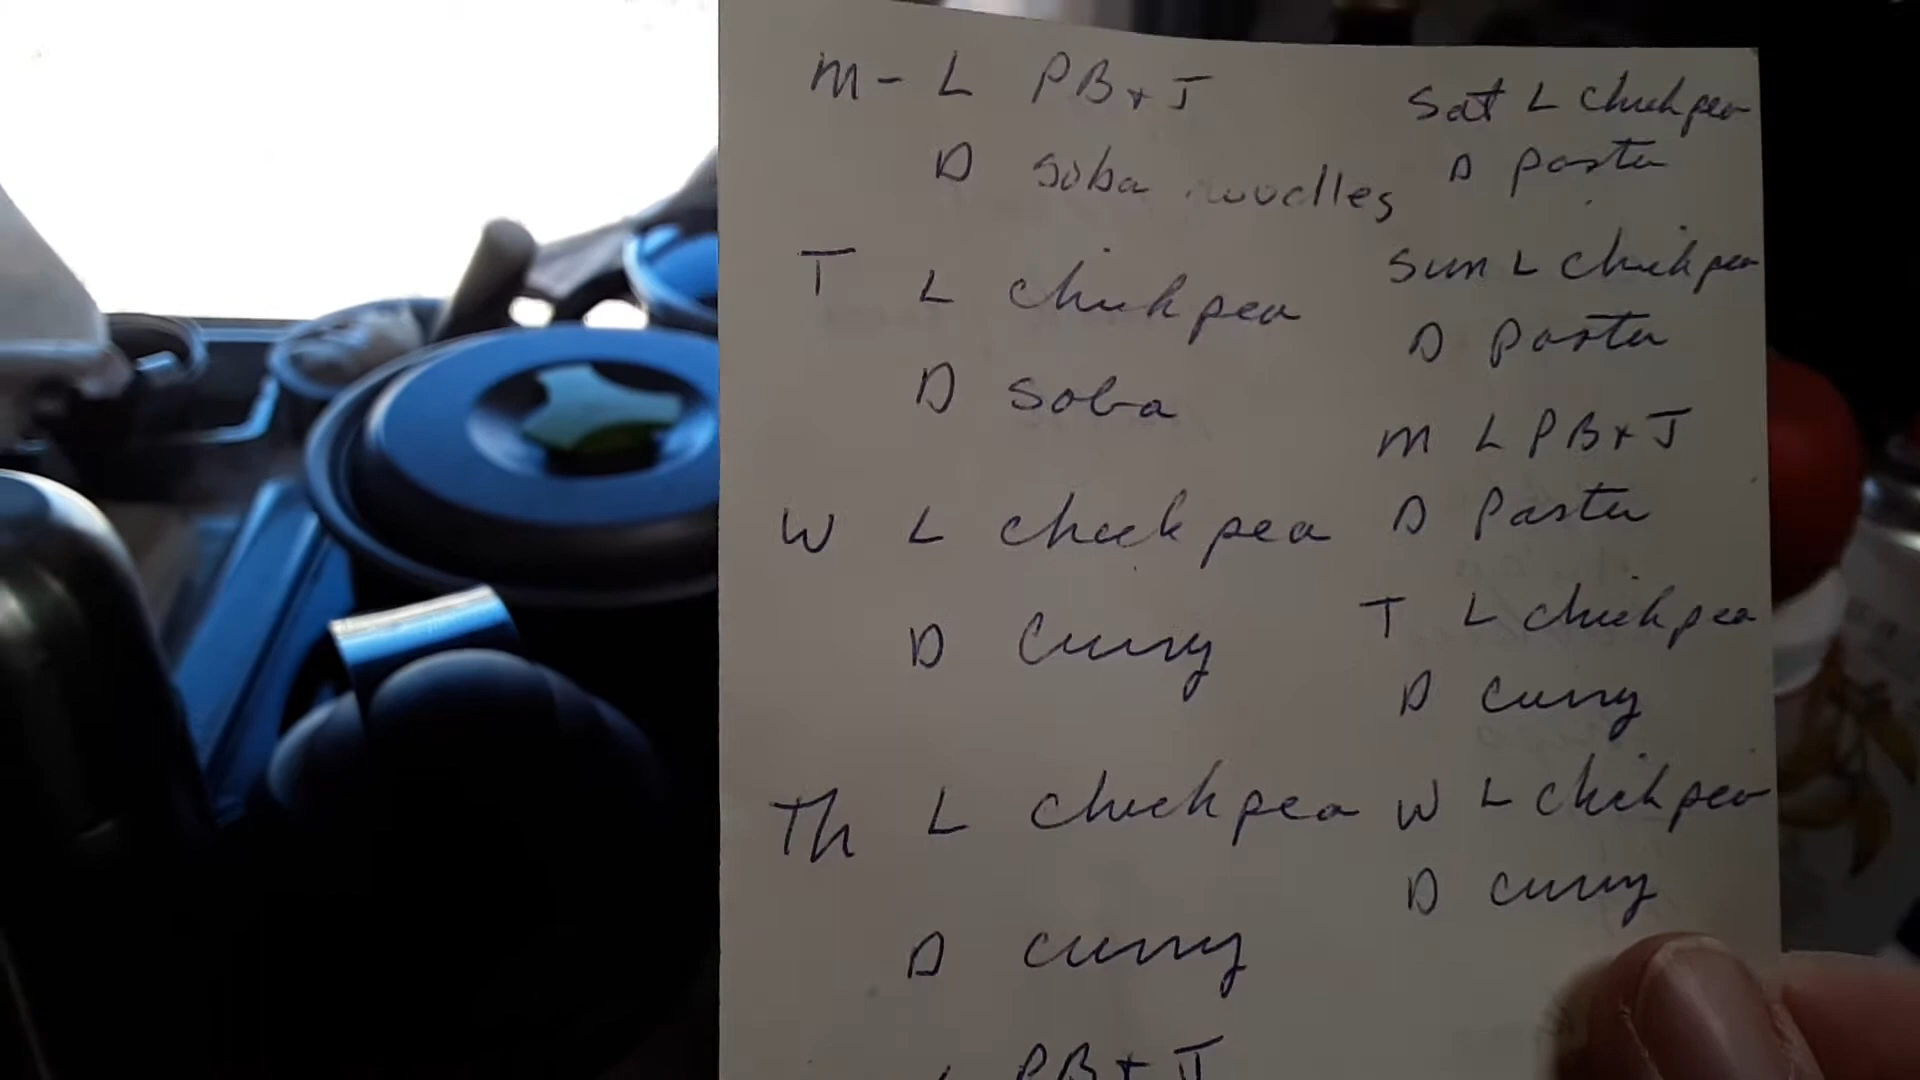 M - L PB + J
D soba noodles
T L chickpea
D soba
W L chickpea
D Curry
Th L chickpea
D curry
L PB + J
Sat L chickpea
D pasta
Sun L chickpea
D pasta
M L PB + J
D Pasta
T L chickpea
D curry
W L chickpea
D curry